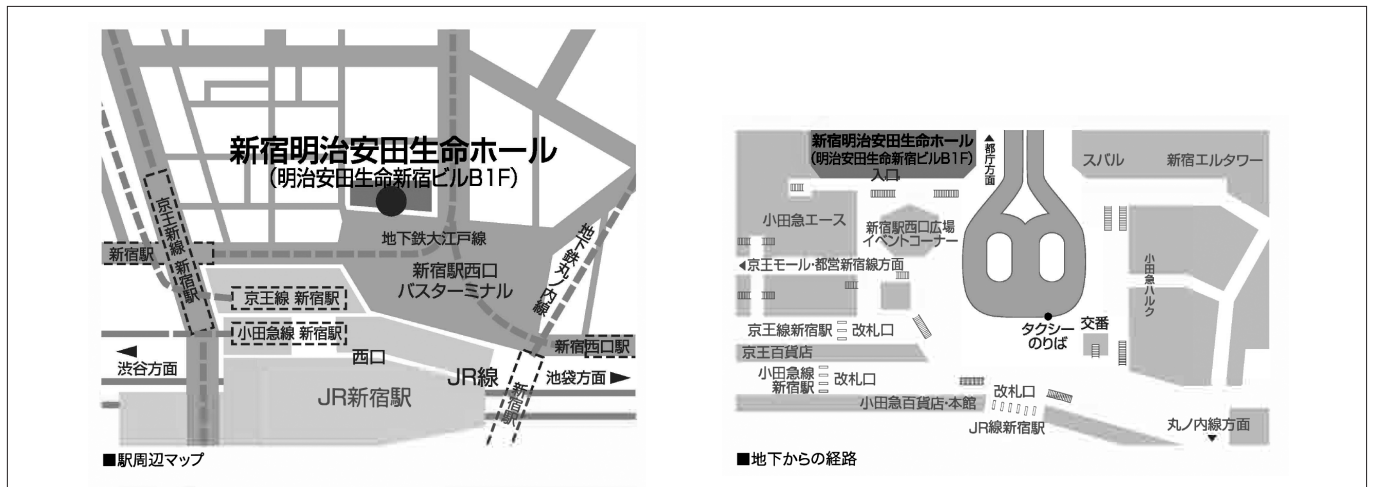 新宿明治安田生命ホール
(明治安田生命新宿ビルB1F)
京王新線 新宿駅
新宿駅
地下鉄大江戸線
地下鉄丸ノ内線
新宿駅西口
バスターミナル
京王線 新宿駅
小田急線 新宿駅
新宿西口駅
西口
渋谷方面
JR線
池袋方面
JR新宿駅
新宿駅
■駅周辺マップ
新宿明治安田生命ホール
(明治安田生命新宿ビルB1F)
入口
▲都庁方面
スバル
新宿エルタワー
小田急エース
新宿駅西口広場
イベントコーナー
◀京王モール・都営新宿線方面
小田急ハルク
京王線新宿駅
改札口
タクシー
のりば
交番
京王百貨店
小田急線
新宿駅
改札口
小田急百貨店・本館
改札口
JR線新宿駅
丸ノ内線方面
▼
■地下からの経路